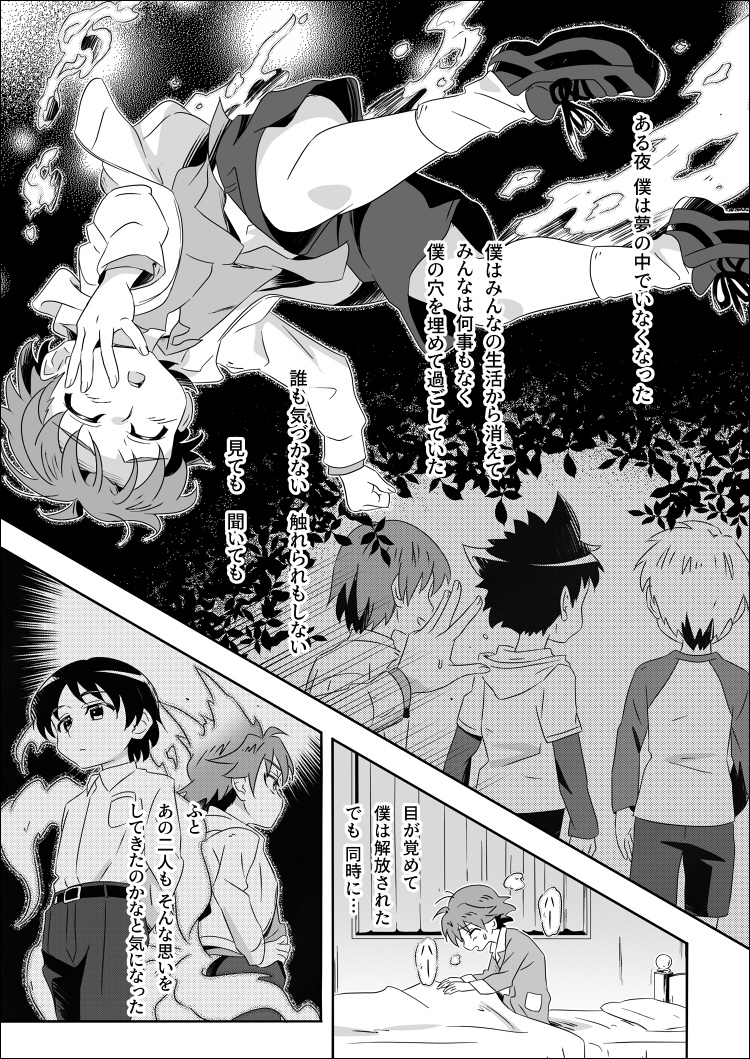 ある夜 僕は夢の中でいなくなった
僕はみんなの生活から消えて
みんなは何事もなく
僕の穴を埋めて過ごしていた
誰も気づかない 触れられもしない
見ても 聞いても
目が覚めて
僕は解放された
でも 同時に…
ハー
ハー
ふと
あの二人も そんな思いを
してきたのかなと気になった